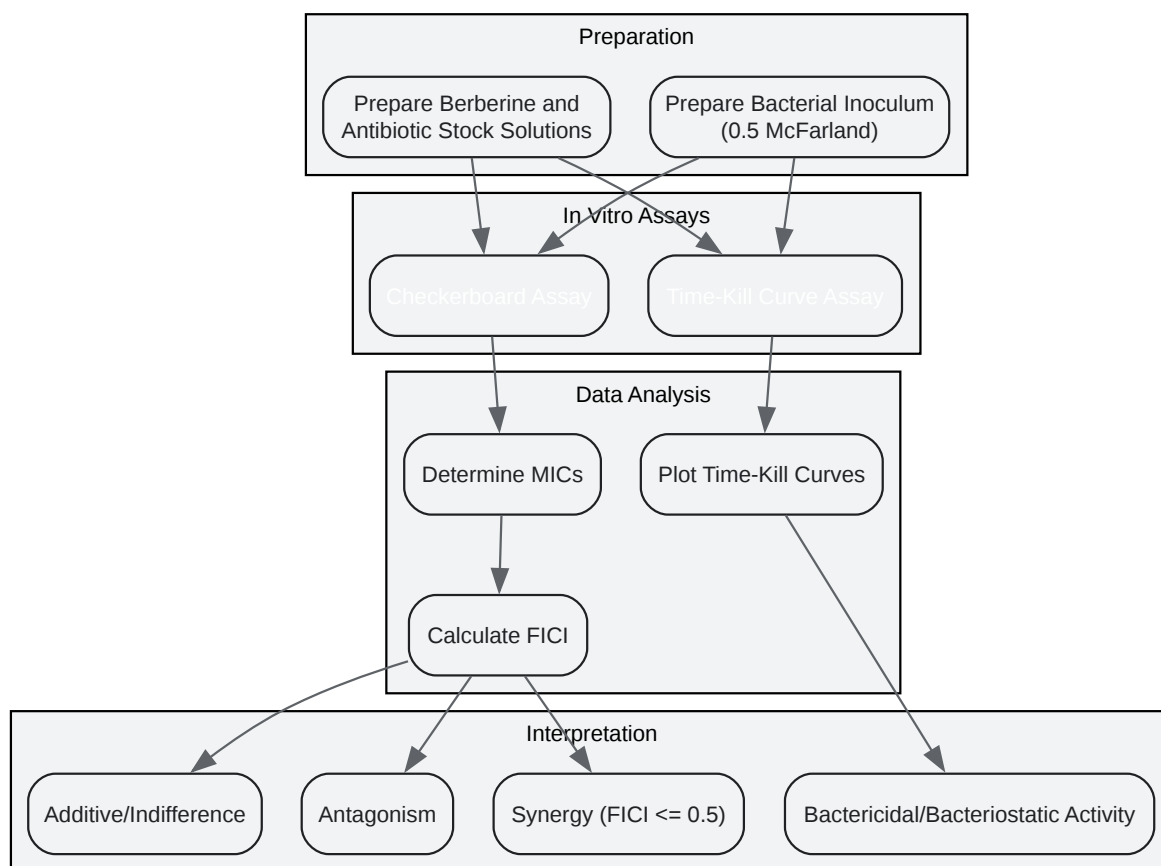 Preparation
Prepare Berberine and
Antibiotic Stock Solutions
Prepare Bacterial Inoculum
(0.5 McFarland)
In Vitro Assays
Checkerboard Assay
Time-Kill Curve Assay
Data Analysis
Determine MICs
Plot Time-Kill Curves
Calculate FICI
Interpretation
Additive/Indifference
Antagonism
Synergy (FICI <= 0.5)
Bactericidal/Bacteriostatic Activity